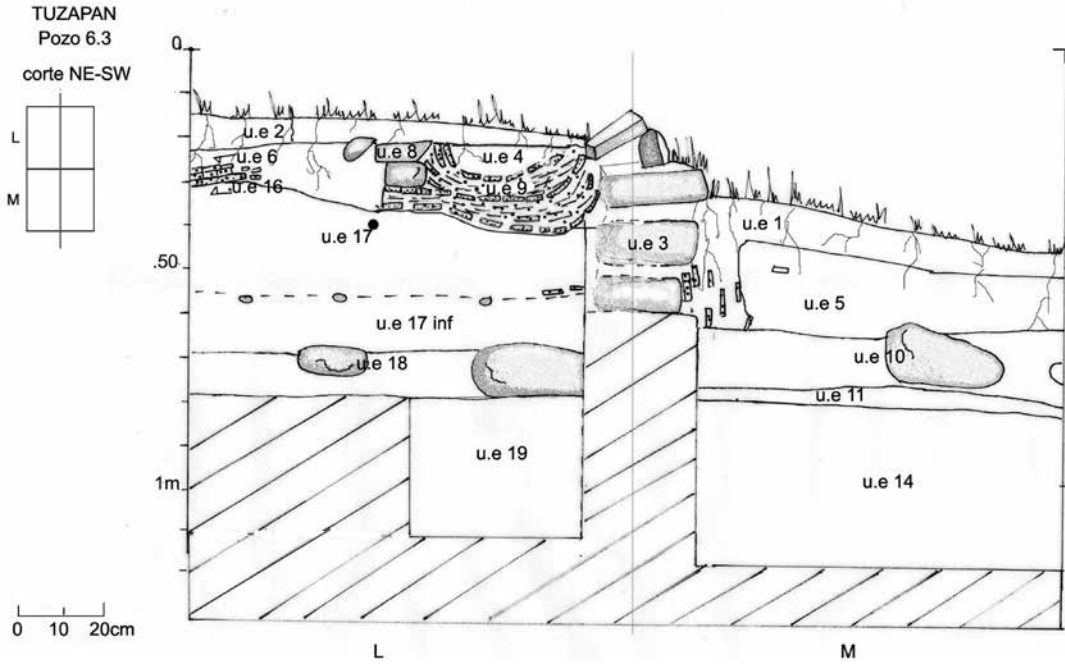 TUZAPAN
Pozo 6.3
corte NE-SW
L
M
0
.50
1m
u.e 2
u.e 6
u.e 8
u.e 4
u.e 16
u.e 9
u.e 17
u.e 3
u.e 1
u.e 5
u.e 17 inf
u.e 18
u.e 10
u.e 11
u.e 19
u.e 14
0 10 20cm
L M